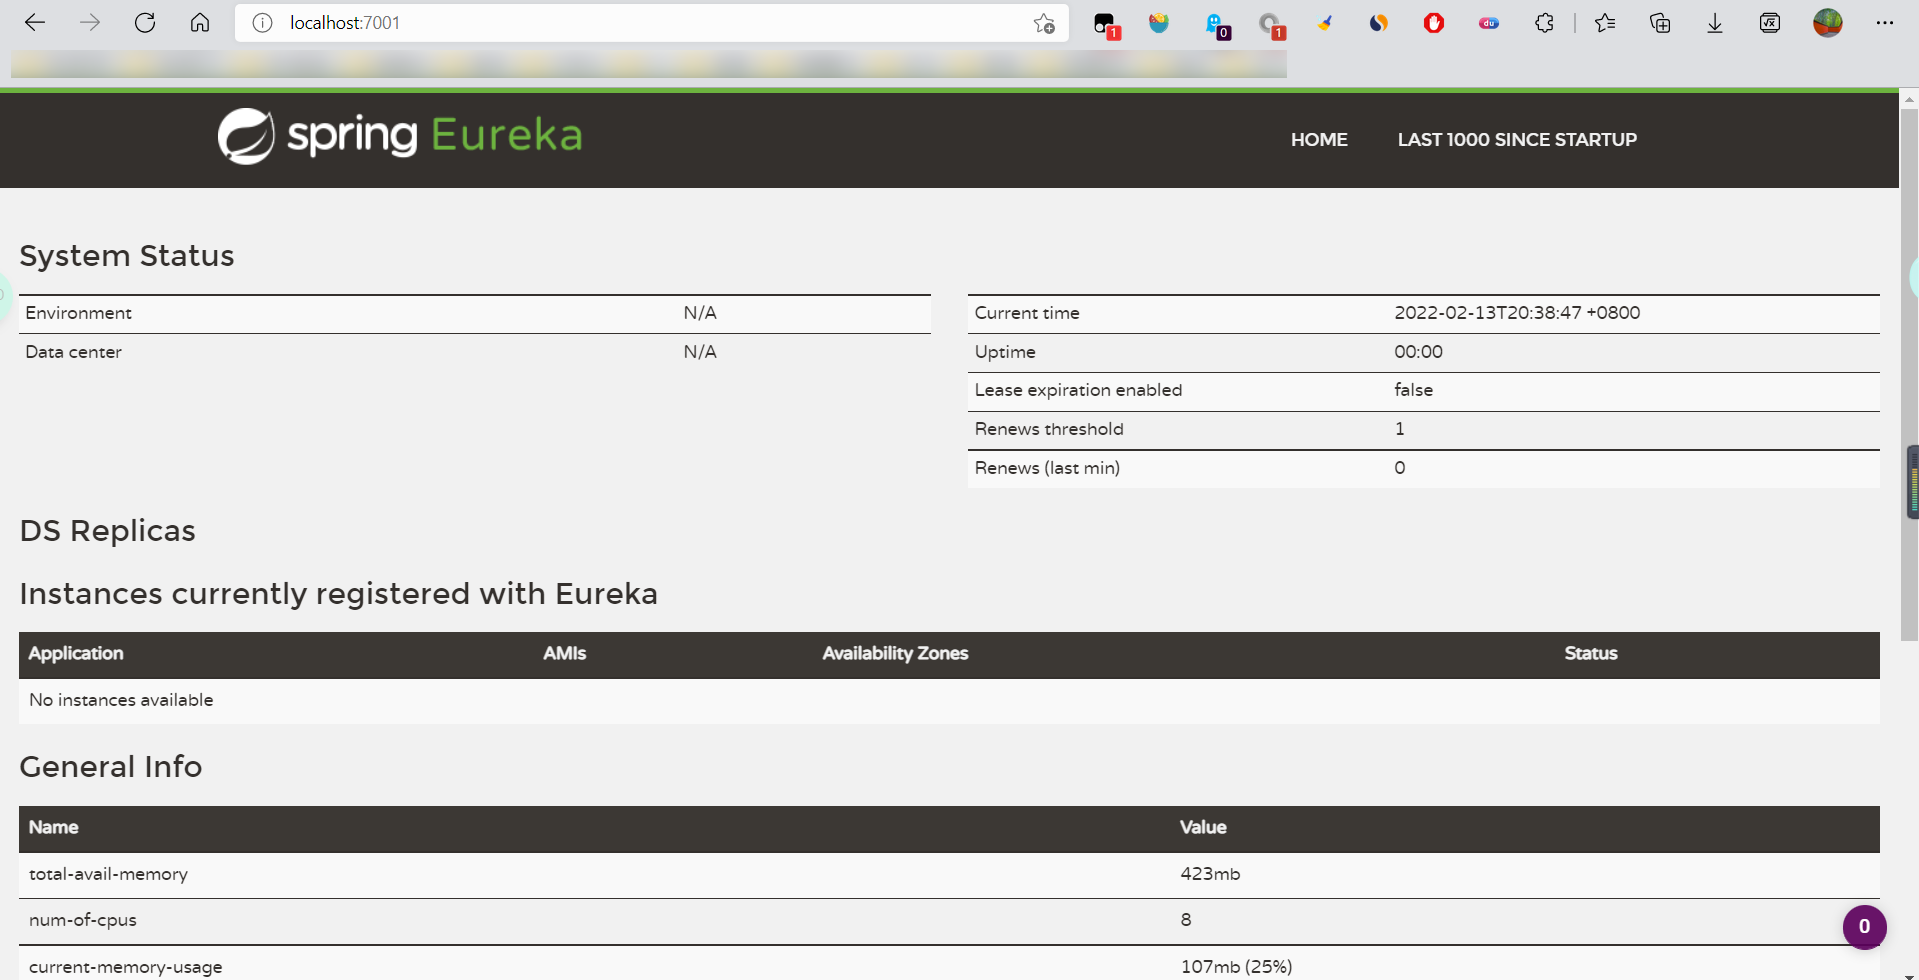 localhost:7001
1
0
1
du
spring Eureka
HOME
LAST 1000 SINCE STARTUP
System Status
Environment N/A
Data center N/A
Current time 2022-02-13T20:38:47 +0800
Uptime 00:00
Lease expiration enabled false
Renews threshold 1
Renews (last min) 0
DS Replicas
Instances currently registered with Eureka
Application AMIs Availability Zones Status
No instances available
General Info
Name Value
total-avail-memory 423mb
num-of-cpus 8
0
current-memory-usage 107mb (25%)